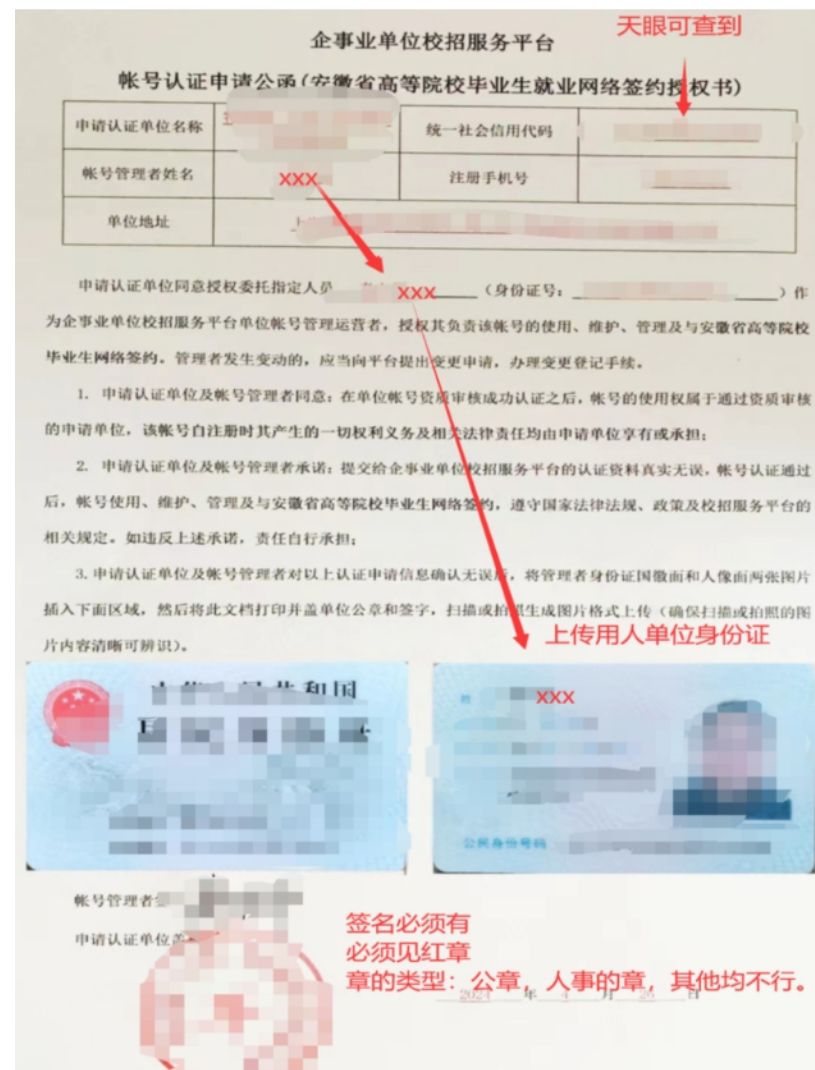 天眼可查到
企事业单位校招服务平台
帐号认证申请公函(安徽省高等院校毕业生就业网络签约授权书)
申请认证单位名称 统一社会信用代码
帐号管理者姓名 XXX 注册手机号
单位地址
申请认证单位同意授权委托指定人员 XXX (身份证号: )作
为企事业单位校招服务平台单位帐号管理运营者，授权其负责该帐号的使用、维护、管理及与安徽省高等院校
毕业生网络签约。管理者发生变动的，应当向平台提出变更申请，办理变更登记手续。
1. 申请认证单位及帐号管理者同意：在单位帐号资质审核成功认证之后，帐号的使用权属于通过资质审核
的申请单位，该帐号自注册时其产生的一切权利义务及相关法律责任均由申请单位享有或承担；
2. 申请认证单位及帐号管理者承诺：提交给企事业单位校招服务平台的认证资料真实无误，帐号认证通过
后，帐号使用、维护、管理及与安徽省高等院校毕业生网络签约，遵守国家法律法规、政策及校招服务平台的
相关规定。如违反上述承诺，责任自行承担；
3.申请认证单位及帐号管理者对以上认证申请信息确认无误后，将管理者身份证国徽面和人像面两张图片
插入下面区域，然后将此文档打印并盖单位公章和签字，扫描或拍照生成图片格式上传（确保扫描或拍照的图
片内容清晰可辨识）。
上传用人单位身份证
共和国
姓 XXX
公民身份号码
帐号管理者
申请认证单位盖
签名必须有
必须见红章
章的类型：公章，人事的章，其他均不行。
2024 年 4 月 26 日